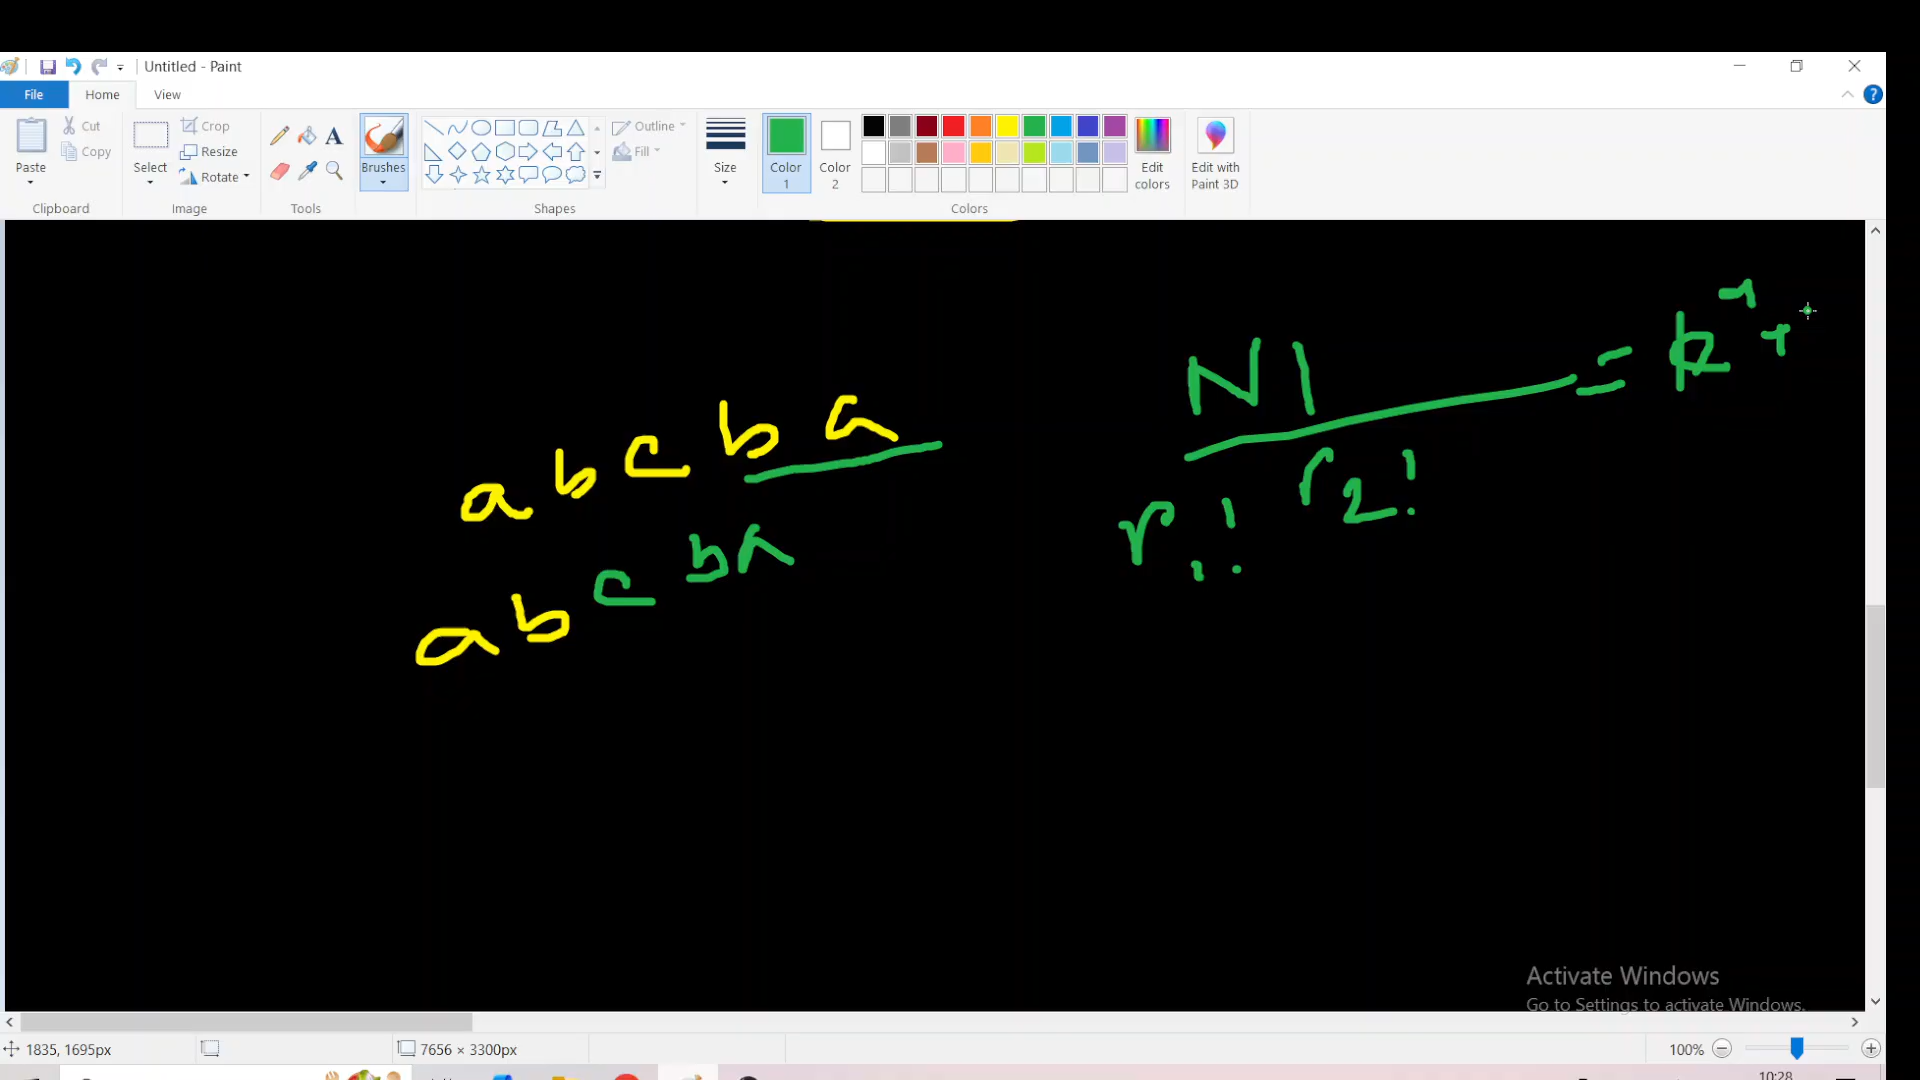 Untitled - Paint
File Home View
Cut
Copy
Paste
Clipboard
Crop
Resize
Rotate
Select
Image
Tools
Brushes
Outline
Fill
Shapes
Size
Color 1
Color 2
Edit colors
Edit with Paint 3D
Colors
a b c b a
a b c b a
N!
r1! r2!
=
k
Activate Windows
Go to Settings to activate Windows.
1835, 1695px
7656 × 3300px
100%
10:28